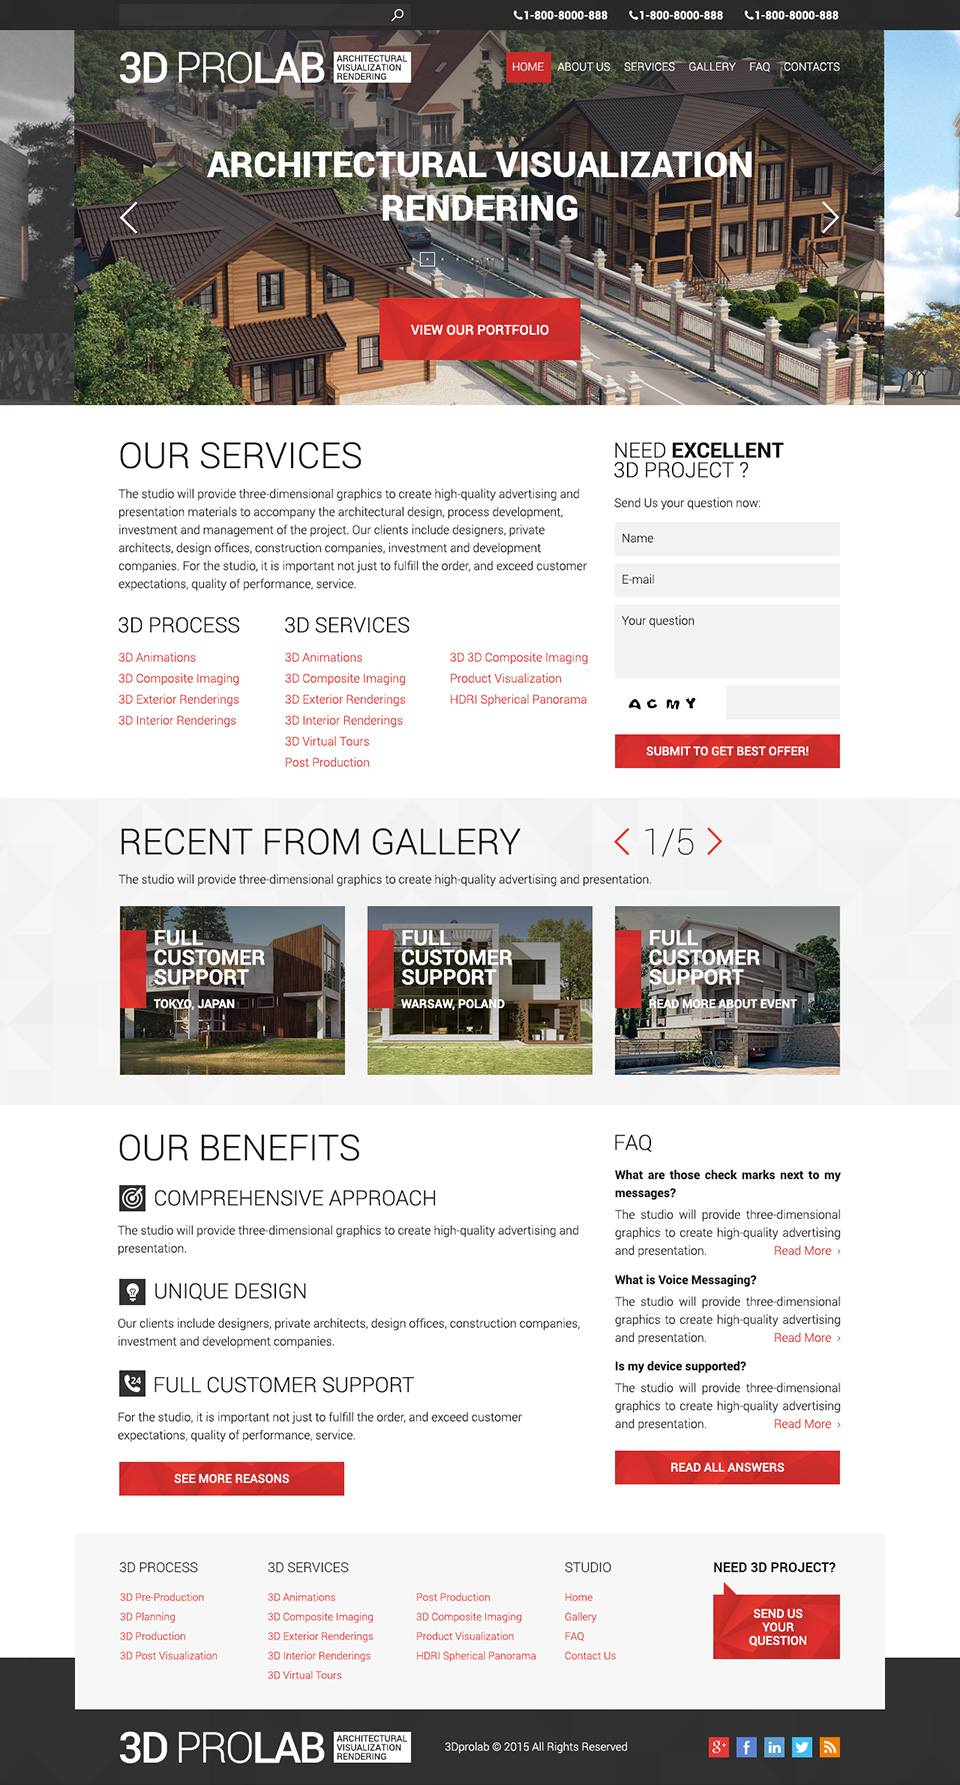 1-800-8000-888 1-800-8000-888 1-800-8000-888
3D PROLAB
ARCHITECTURAL
VISUALIZATION
RENDERING
HOME ABOUT US SERVICES GALLERY FAQ CONTACTS
ARCHITECTURAL VISUALIZATION
RENDERING
VIEW OUR PORTFOLIO
OUR SERVICES
The studio will provide three-dimensional graphics to create high-quality advertising and
presentation materials to accompany the architectural design, process development,
investment and management of the project. Our clients include designers, private
architects, design offices, construction companies, investment and development
companies. For the studio, it is important not just to fulfill the order, and exceed customer
expectations, quality of performance, service.
3D PROCESS
3D Animations
3D Composite Imaging
3D Exterior Renderings
3D Interior Renderings
3D SERVICES
3D Animations
3D Composite Imaging
3D Exterior Renderings
3D Interior Renderings
3D Virtual Tours
Post Production
3D 3D Composite Imaging
Product Visualization
HDRI Spherical Panorama
NEED EXCELLENT
3D PROJECT ?
Send Us your question now:
Name
E-mail
Your question
A C M Y
SUBMIT TO GET BEST OFFER!
RECENT FROM GALLERY
1/5
The studio will provide three-dimensional graphics to create high-quality advertising and presentation.
FULL
CUSTOMER
SUPPORT
TOKYO, JAPAN
FULL
CUSTOMER
SUPPORT
WARSAW, POLAND
FULL
CUSTOMER
SUPPORT
READ MORE ABOUT EVENT
OUR BENEFITS
COMPREHENSIVE APPROACH
The studio will provide three-dimensional graphics to create high-quality advertising and
presentation.
UNIQUE DESIGN
Our clients include designers, private architects, design offices, construction companies,
investment and development companies.
24
FULL CUSTOMER SUPPORT
For the studio, it is important not just to fulfill the order, and exceed customer
expectations, quality of performance, service.
SEE MORE REASONS
FAQ
What are those check marks next to my
messages?
The studio will provide three-dimensional
graphics to create high-quality advertising
and presentation. Read More ›
What is Voice Messaging?
The studio will provide three-dimensional
graphics to create high-quality advertising
and presentation. Read More ›
Is my device supported?
The studio will provide three-dimensional
graphics to create high-quality advertising
and presentation. Read More ›
READ ALL ANSWERS
3D PROCESS
3D Pre-Production
3D Planning
3D Production
3D Post Visualization
3D SERVICES
3D Animations
3D Composite Imaging
3D Exterior Renderings
3D Interior Renderings
3D Virtual Tours
Post Production
3D Composite Imaging
Product Visualization
HDRI Spherical Panorama
STUDIO
Home
Gallery
FAQ
Contact Us
NEED 3D PROJECT?
SEND US
YOUR
QUESTION
3D PROLAB
ARCHITECTURAL
VISUALIZATION
RENDERING
3Dprolab © 2015 All Rights Reserved
g+ f in